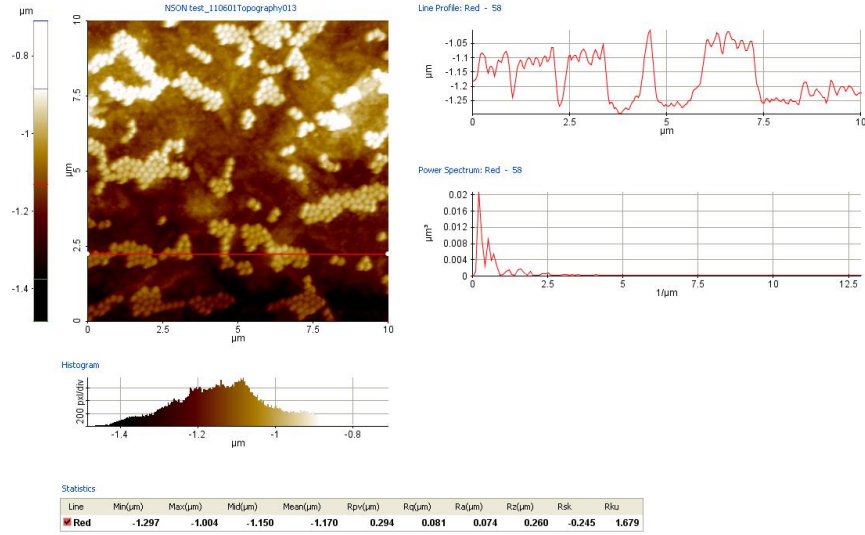 µm
-0.8
-1
-1.2
-1.4
NSON test_110601Topography013
10
7.5
µm
5
2.5
0
0 2.5 5 7.5 10
µm
Line Profile: Red - 58
-1.05
-1.1
-1.15
-1.2
-1.25
µm
0 2.5 5 7.5 10
µm
Power Spectrum: Red - 58
0.02
0.016
0.012
0.008
0.004
0
µm³
0 2.5 5 7.5 10 12.5
1/µm
Histogram
200 pxl/div
-1.4 -1.2 -1 -0.8
µm
Statistics
Line Min(µm) Max(µm) Mid(µm) Mean(µm) Rpv(µm) Rq(µm) Ra(µm) Rz(µm) Rsk Rku
Red -1.297 -1.004 -1.150 -1.170 0.294 0.081 0.074 0.260 -0.245 1.679